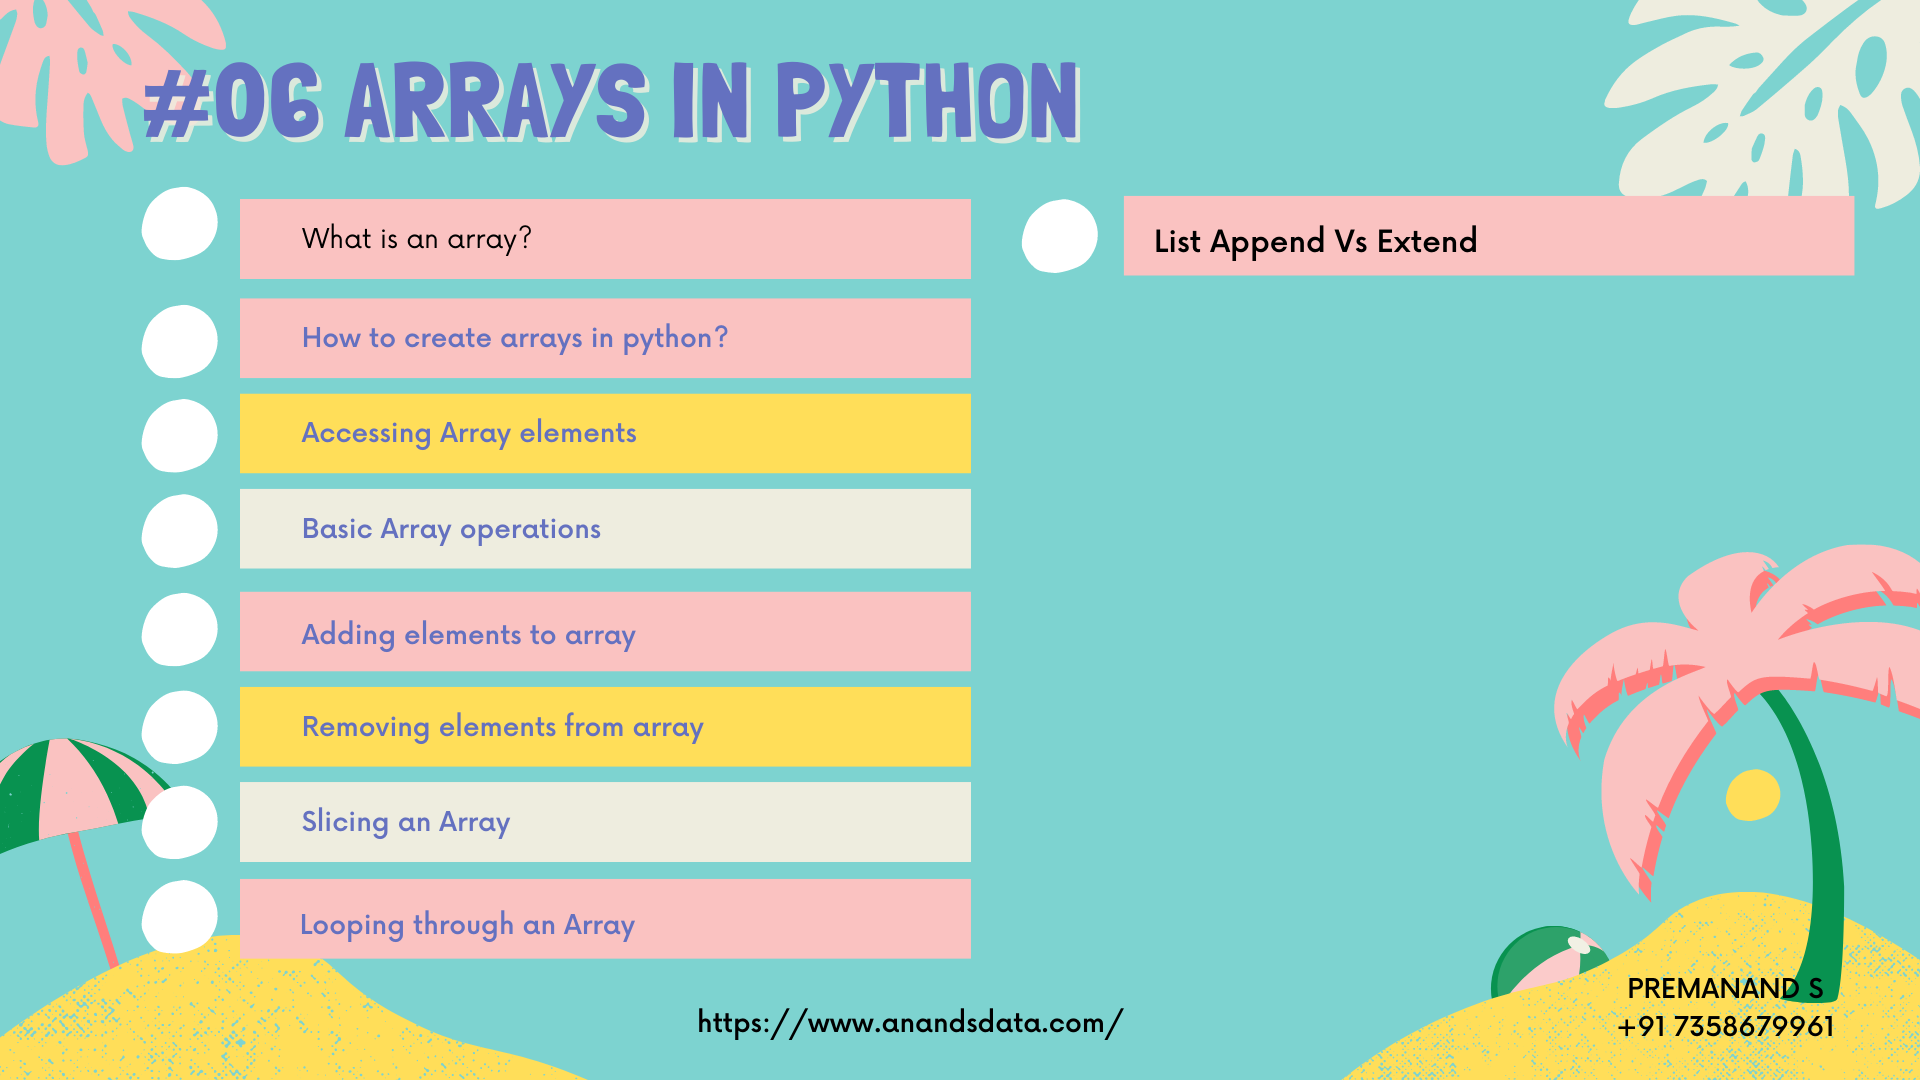 #06 ARRAYS IN PYTHON
What is an array?
How to create arrays in python?
Accessing Array elements
Basic Array operations
Adding elements to array
Removing elements from array
Slicing an Array
Looping through an Array
List Append Vs Extend
https://www.anandsdata.com/
PREMANAND S
+91 7358679961